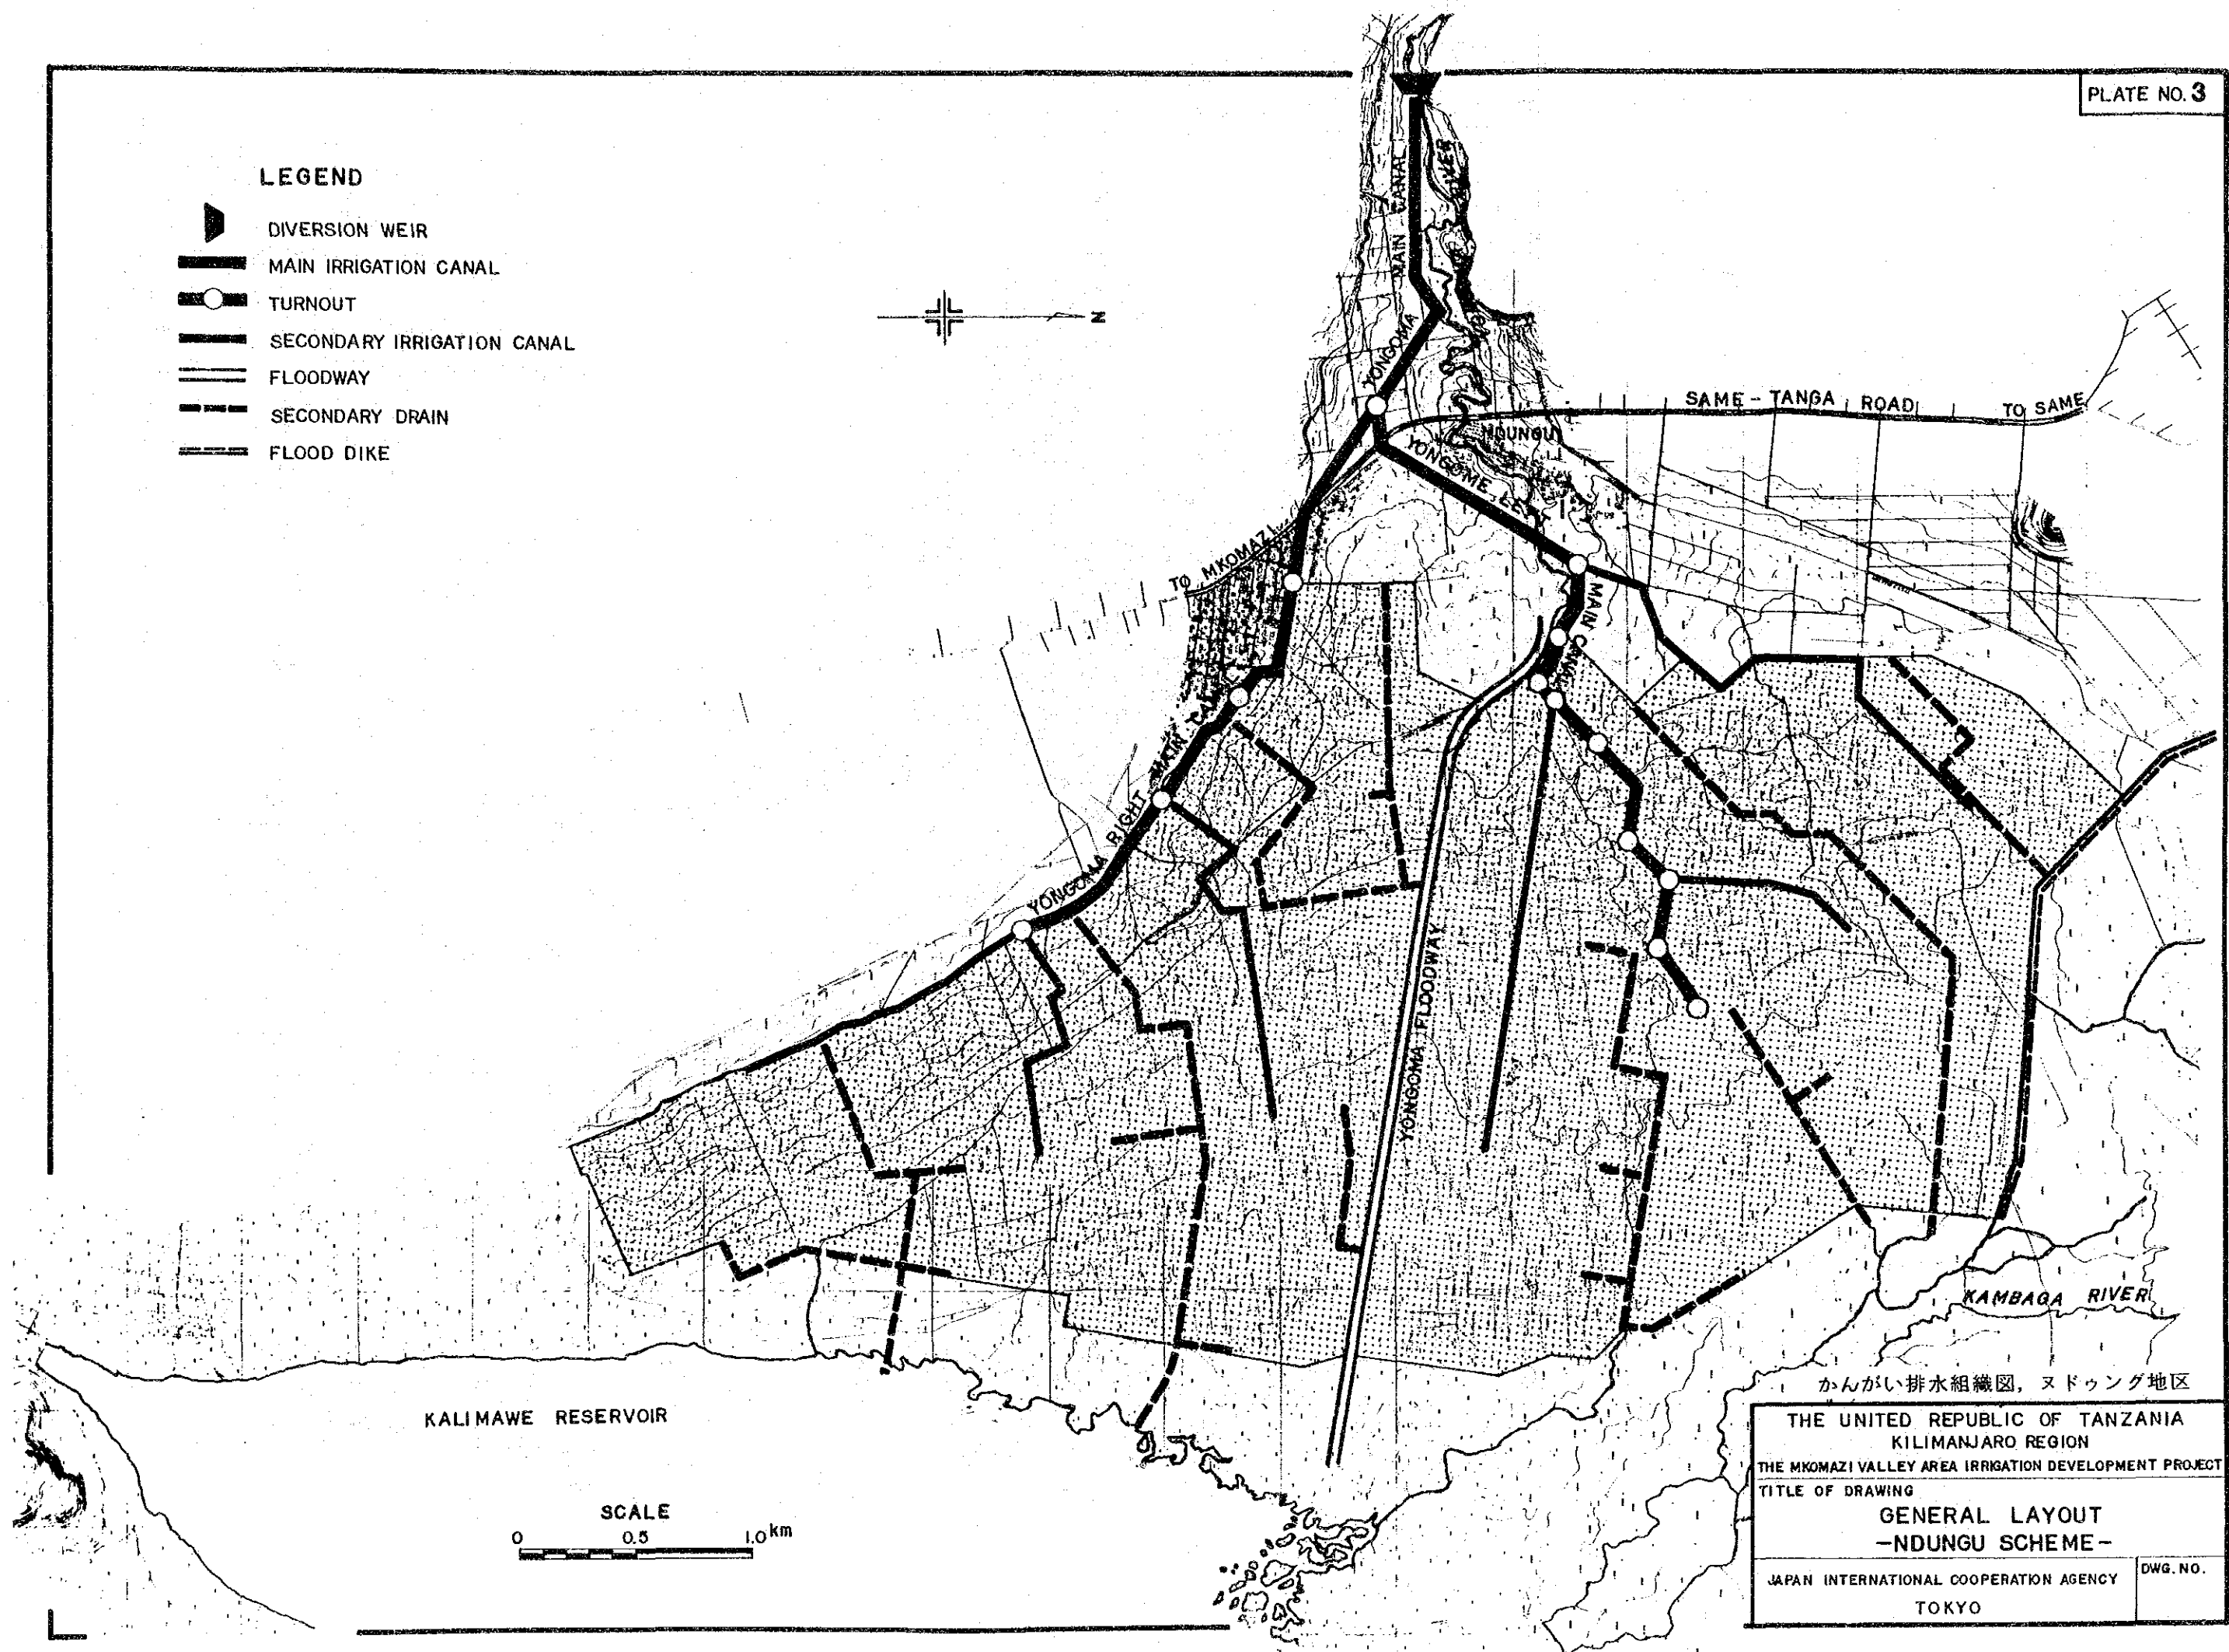 PLATE NO. 3
LEGEND
DIVERSION WEIR
MAIN IRRIGATION CANAL
TURNOUT
SECONDARY IRRIGATION CANAL
FLOODWAY
SECONDARY DRAIN
FLOOD DIKE
N
YONGOMA MAIN CANAL
RIVER
SAME - TANGA ROAD
TO SAME
NDUNGU
YONGOME LEFT MAIN CANAL
TO MKOMAZI
YONGOMA RIGHT MAIN CANAL
YONGOMA FLOODWAY
KAMBAGA RIVER
KALIMAWE RESERVOIR
SCALE
0 0.5 1.0 km
かんがい排水組織図, ヌドゥング地区
THE UNITED REPUBLIC OF TANZANIA
KILIMANJARO REGION
THE MKOMAZI VALLEY AREA IRRIGATION DEVELOPMENT PROJECT
TITLE OF DRAWING
GENERAL LAYOUT
-NDUNGU SCHEME-
JAPAN INTERNATIONAL COOPERATION AGENCY
TOKYO
DWG. NO.